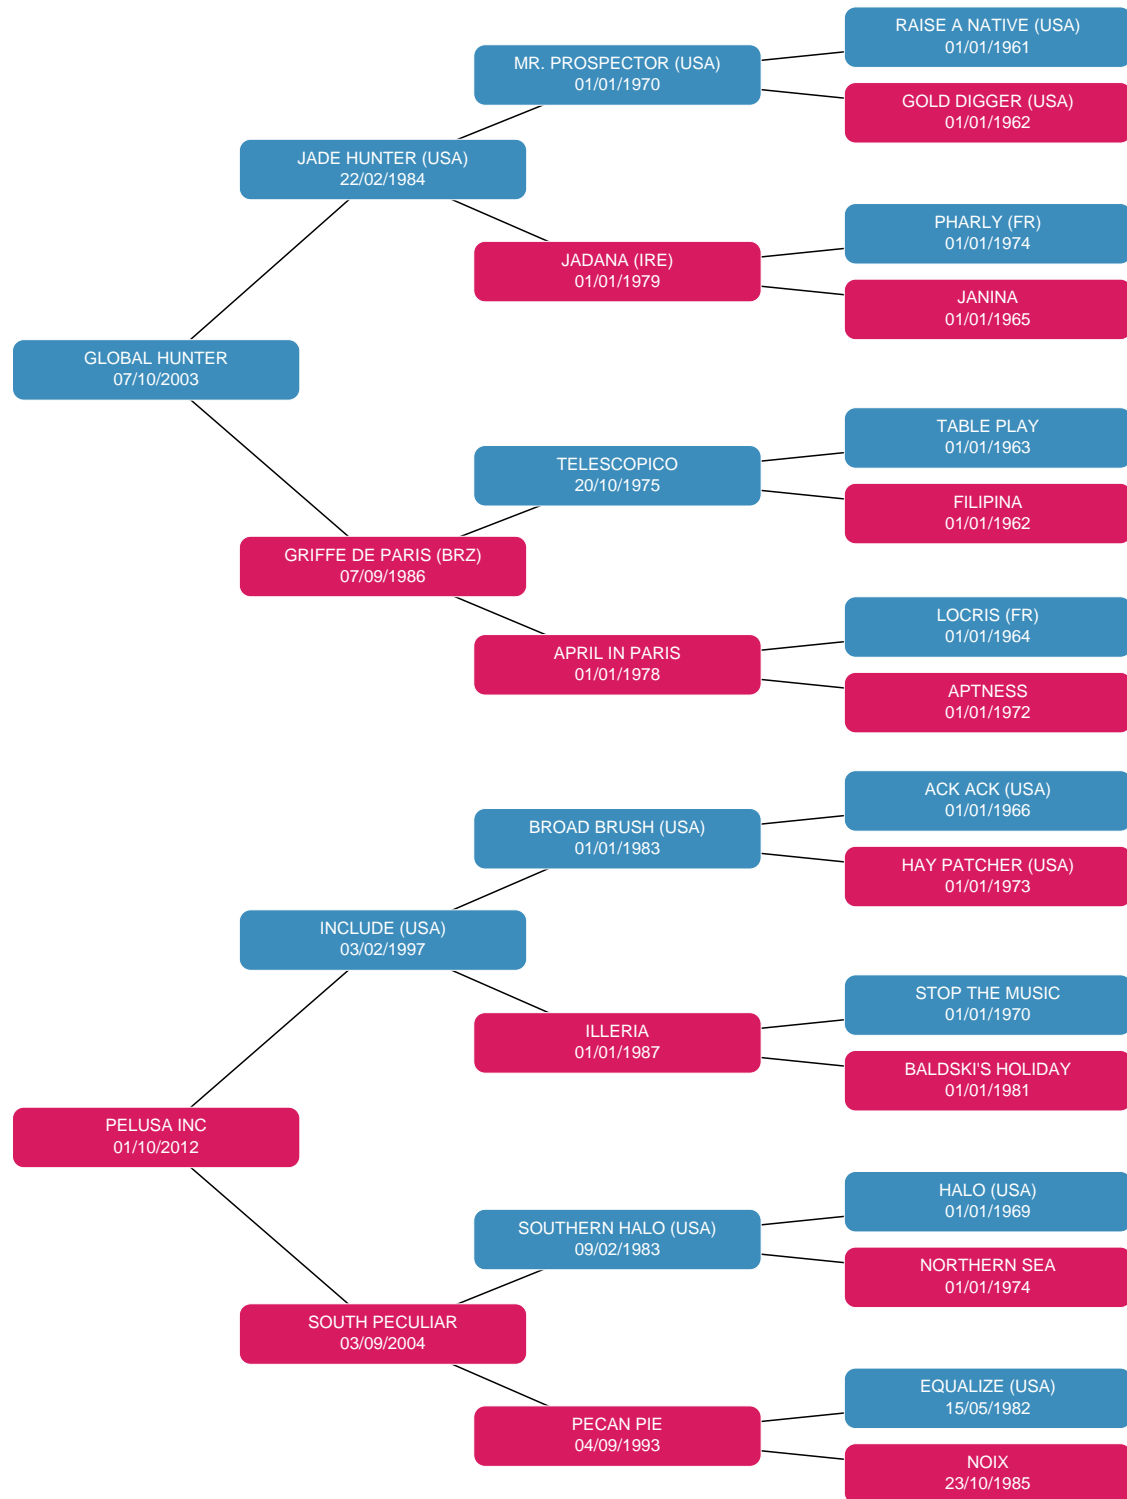 RAISE A NATIVE (USA)
01/01/1961
MR. PROSPECTOR (USA)
01/01/1970
GOLD DIGGER (USA)
01/01/1962
JADE HUNTER (USA)
22/02/1984
PHARLY (FR)
01/01/1974
JADANA (IRE)
01/01/1979
JANINA
01/01/1965
GLOBAL HUNTER
07/10/2003
TABLE PLAY
01/01/1963
TELESCOPICO
20/10/1975
FILIPINA
01/01/1962
GRIFFE DE PARIS (BRZ)
07/09/1986
LOCRIS (FR)
01/01/1964
APRIL IN PARIS
01/01/1978
APTNESS
01/01/1972
ACK ACK (USA)
01/01/1966
BROAD BRUSH (USA)
01/01/1983
HAY PATCHER (USA)
01/01/1973
INCLUDE (USA)
03/02/1997
STOP THE MUSIC
01/01/1970
ILLERIA
01/01/1987
BALDSKI'S HOLIDAY
01/01/1981
PELUSA INC
01/10/2012
HALO (USA)
01/01/1969
SOUTHERN HALO (USA)
09/02/1983
NORTHERN SEA
01/01/1974
SOUTH PECULIAR
03/09/2004
EQUALIZE (USA)
15/05/1982
PECAN PIE
04/09/1993
NOIX
23/10/1985